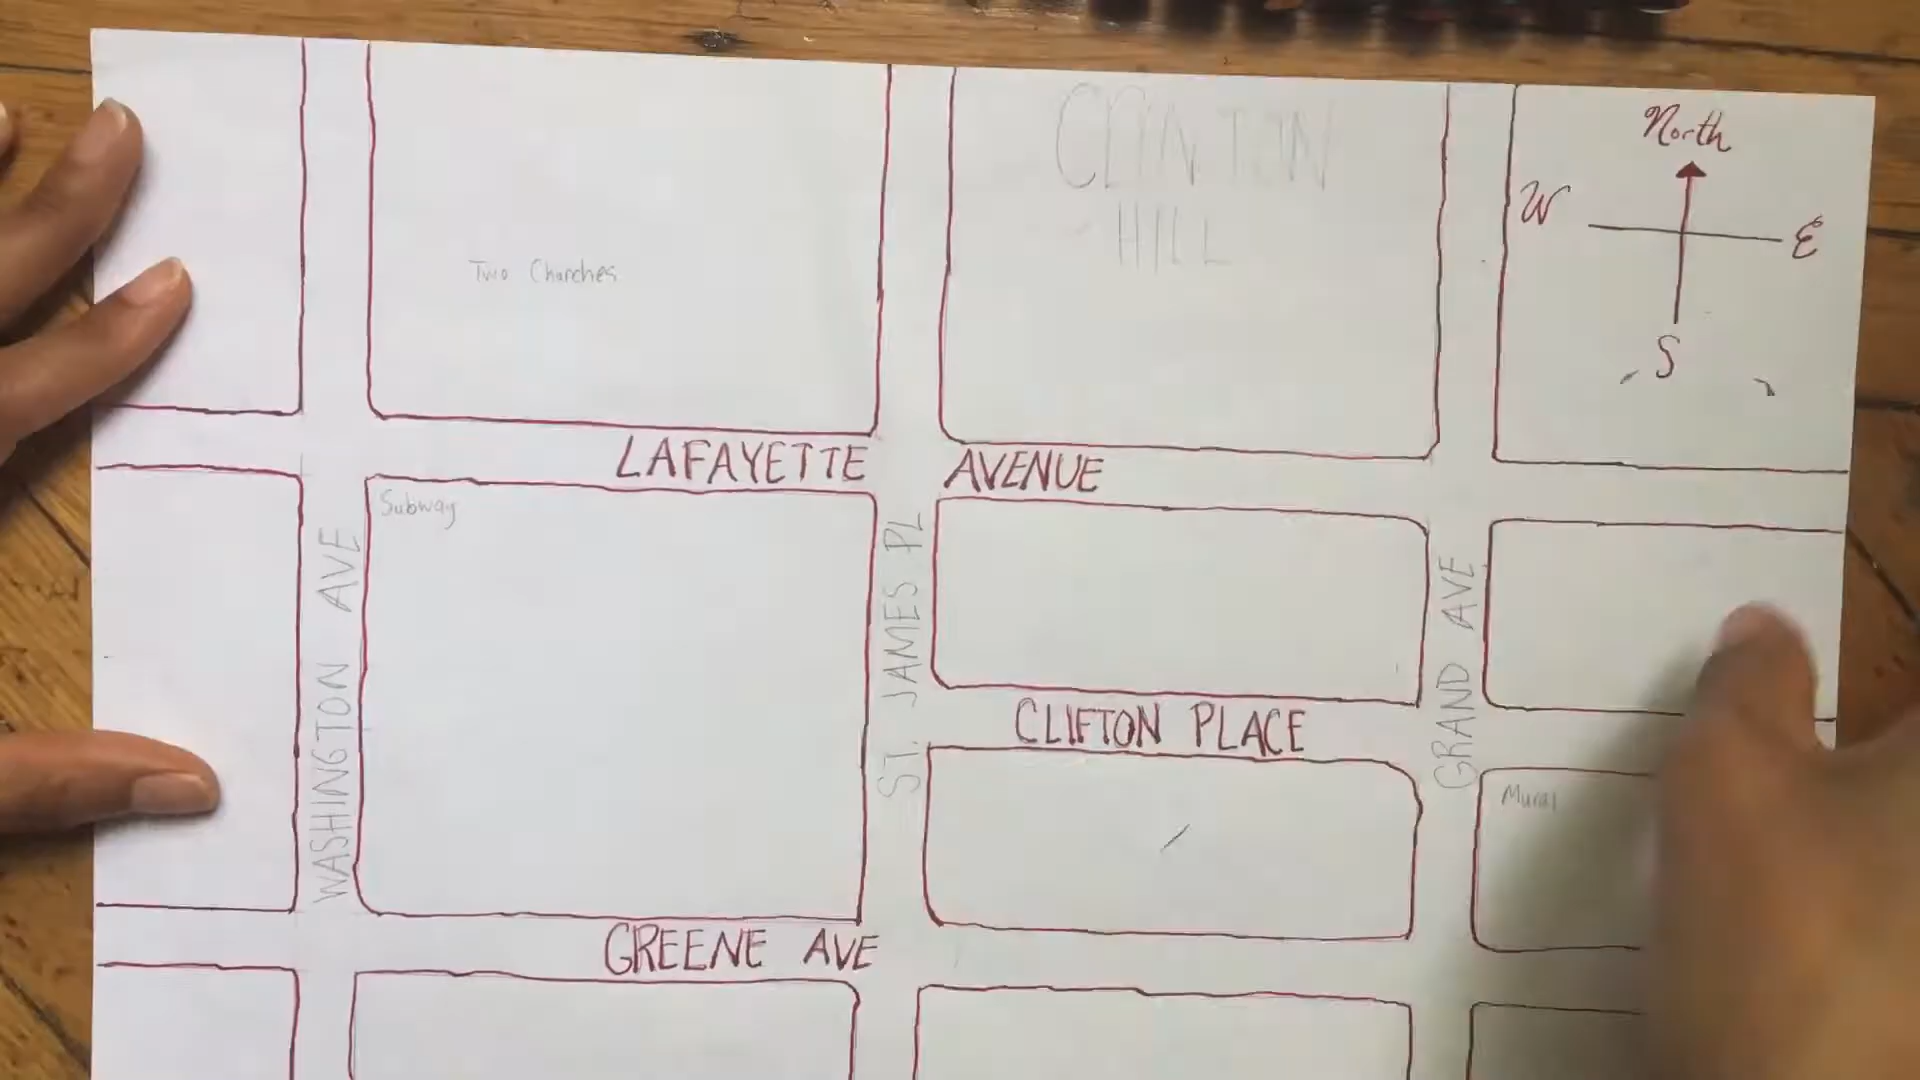 CLINTON
HILL
North
W
E
S
Two Churches
LAFAYETTE AVENUE
Subway
WASHINGTON AVE
ST. JAMES PL
GRAND AVE
CLIFTON PLACE
Mural
GREENE AVE